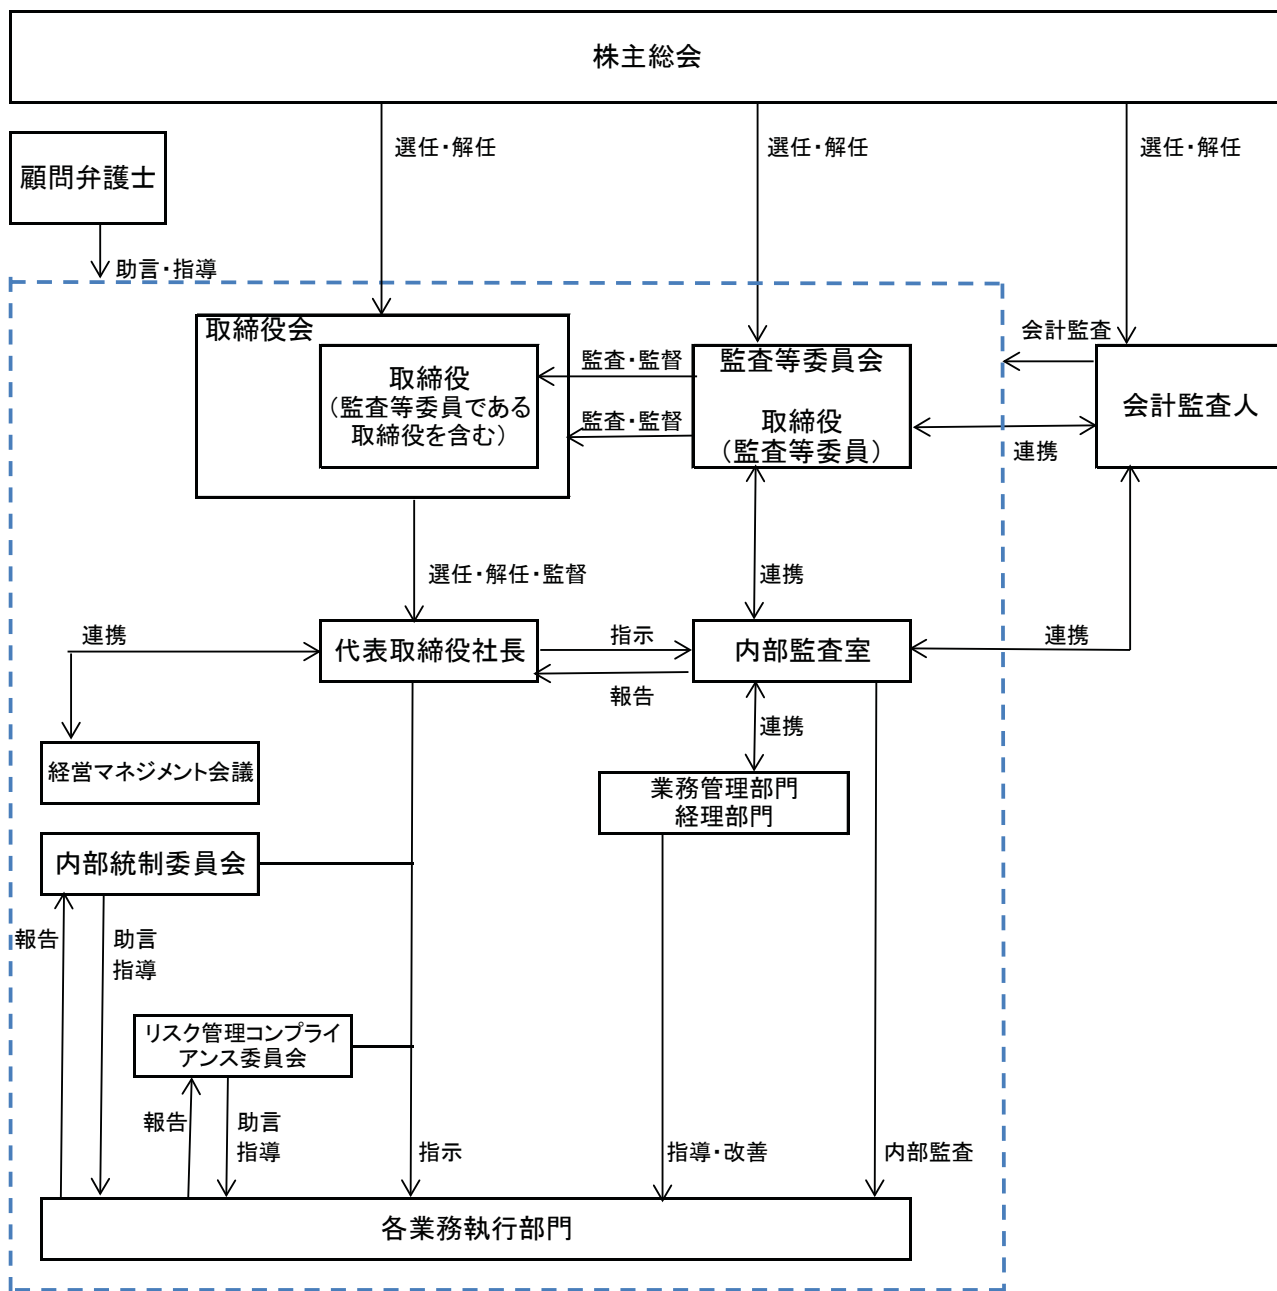 株主総会
選任・解任
選任・解任
選任・解任
顧問弁護士
助言・指導
取締役会
取締役
（監査等委員である
取締役を含む）
監査・監督
監査・監督
監査等委員会
取締役
（監査等委員）
会計監査
会計監査人
連携
選任・解任・監督
連携
連携
代表取締役社長
指示
報告
内部監査室
連携
連携
経営マネジメント会議
業務管理部門
経理部門
内部統制委員会
報告
助言
指導
リスク管理コンプライ
アンス委員会
報告
助言
指導
指示
指導・改善
内部監査
各業務執行部門